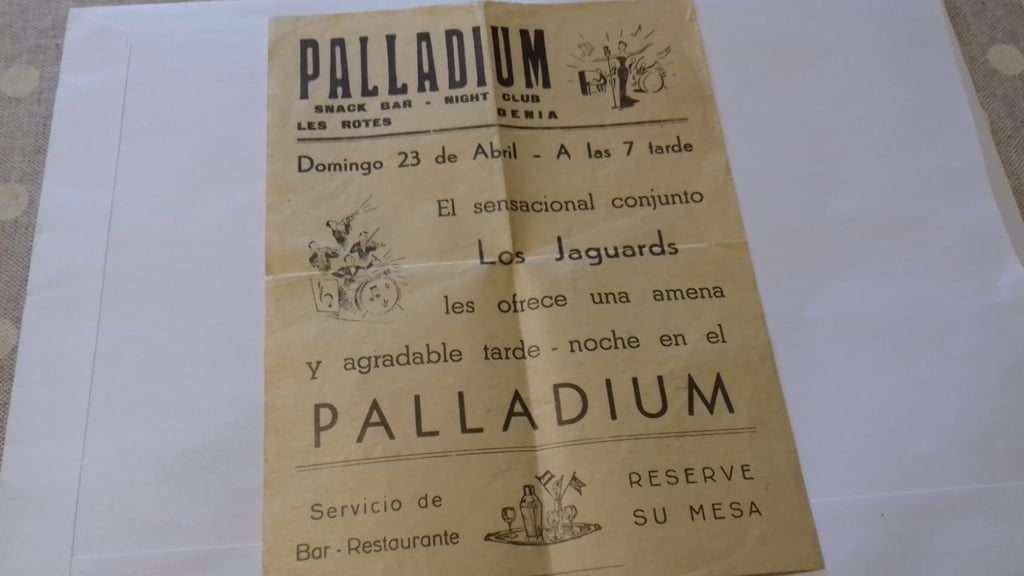 PALLADIUM
SNACK BAR - NIGHT CLUB
LES ROTES DENIA
Domingo 23 de Abril - A las 7 tarde
El sensacional conjunto
Los Jaguards
les ofrece una amena
y agradable tarde - noche en el
PALLADIUM
Servicio de
Bar - Restaurante
RESERVE
SU MESA